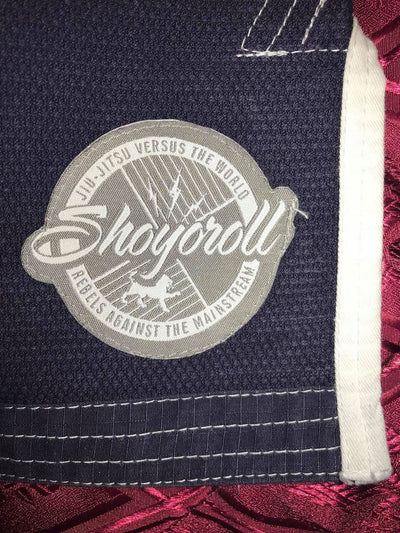 JIU-JITSU VERSUS THE WORLD
Shoyoroll
REBELS AGAINST THE MAINSTREAM